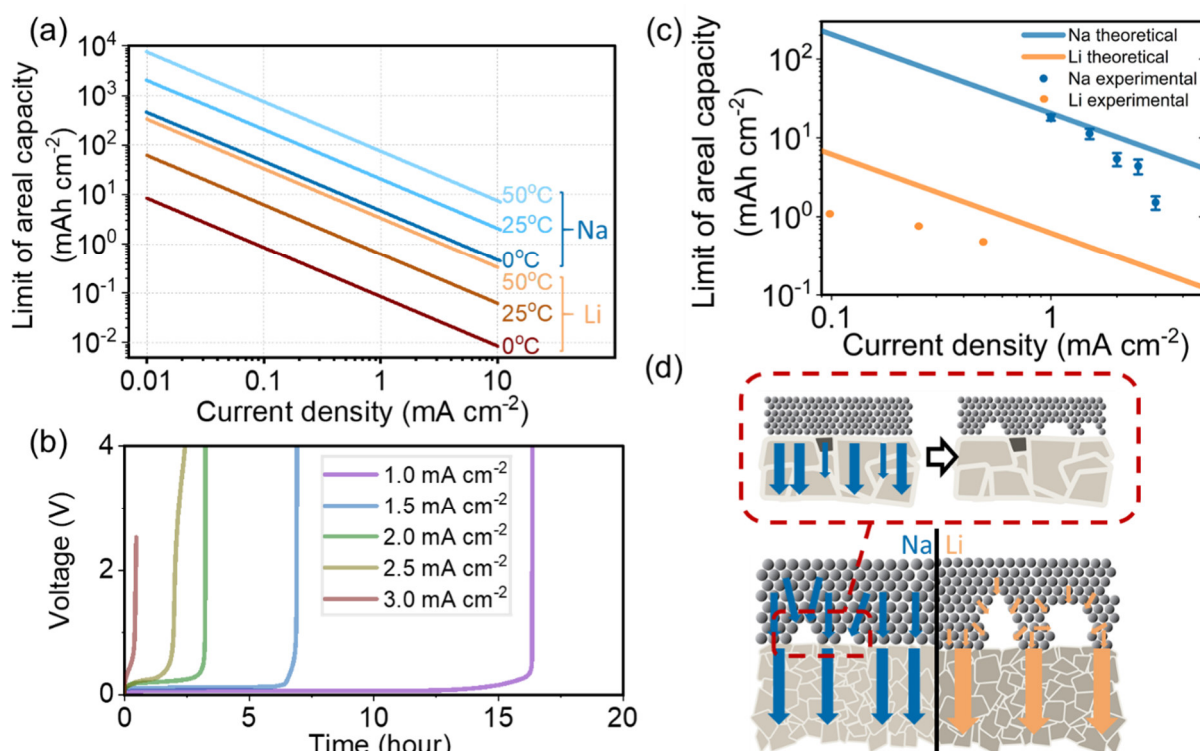 (a)
Limit of areal capacity
(mAh cm-2)
10^4
10^3
10^2
10^1
10^0
10^-1
10^-2
50°C
25°C
0°C
Na
50°C
25°C
0°C
Li
0.01
0.1
1
10
Current density (mA cm-2)
(b)
Voltage (V)
4
2
0
1.0 mA cm-2
1.5 mA cm-2
2.0 mA cm-2
2.5 mA cm-2
3.0 mA cm-2
0
5
10
15
20
Time (hour)
(c)
Limit of areal capacity
(mAh cm-2)
10^2
10^1
10^0
10^-1
Na theoretical
Li theoretical
Na experimental
Li experimental
0.1
1
Current density (mA cm-2)
(d)
Na
Li